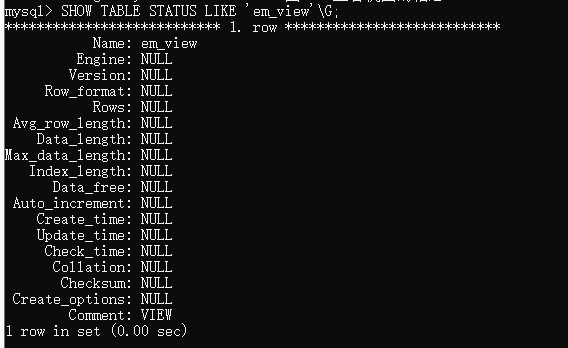 mysql> SHOW TABLE STATUS LIKE 'em_view'\G;
*************************** 1. row ***************************
Name: em_view
Engine: NULL
Version: NULL
Row_format: NULL
Rows: NULL
Avg_row_length: NULL
Data_length: NULL
Max_data_length: NULL
Index_length: NULL
Data_free: NULL
Auto_increment: NULL
Create_time: NULL
Update_time: NULL
Check_time: NULL
Collation: NULL
Checksum: NULL
Create_options: NULL
Comment: VIEW
1 row in set (0.00 sec)